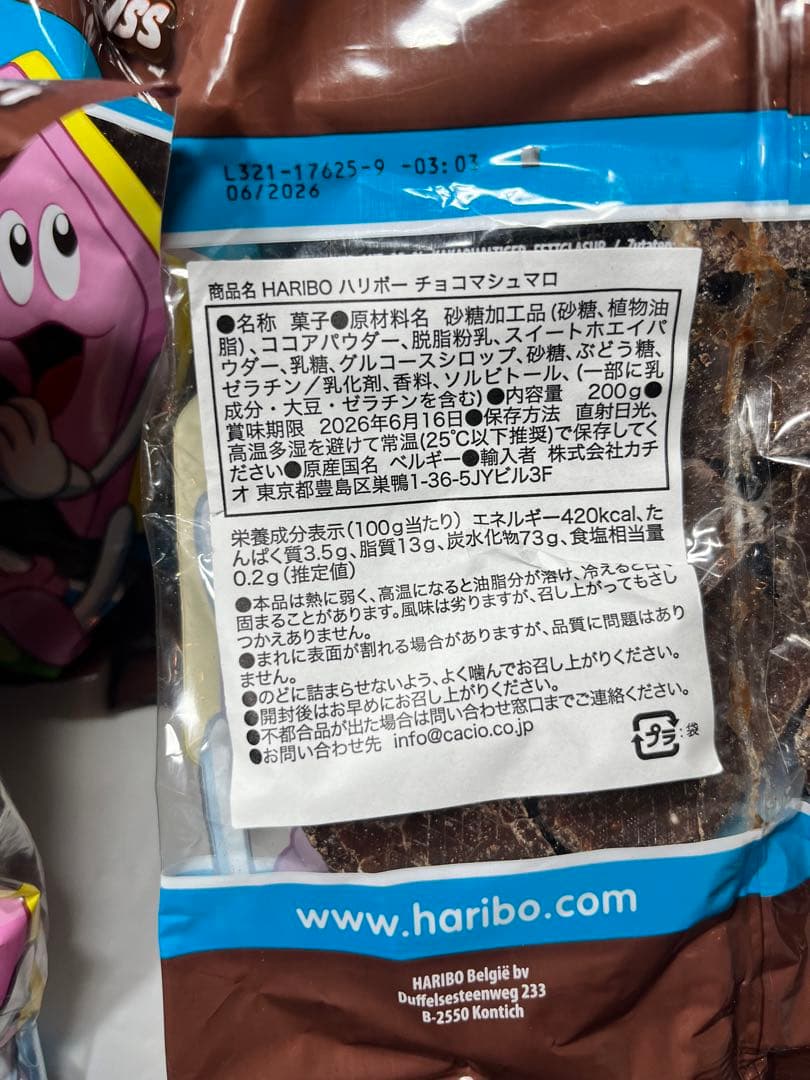 ISS
L321-17625-9 -03:03
06/2026
商品名 HARIBO ハリボー チョコマシュマロ
●名称 菓子●原材料名 砂糖加工品(砂糖、植物油
脂)、ココアパウダー、脱脂粉乳、スイートホエイパ
ウダー、乳糖、グルコースシロップ、砂糖、ぶどう糖、
ゼラチン/乳化剤、香料、ソルビトール、(一部に乳
成分・大豆・ゼラチンを含む)●内容量 200g●
賞味期限 2026年6月16日●保存方法 直射日光、
高温多湿を避けて常温(25℃以下推奨)で保存してく
ださい●原産国名 ベルギー●輸入者 株式会社カチ
オ 東京都豊島区巣鴨1-36-5JYビル3F
栄養成分表示(100g当たり) エネルギー420kcal、た
んぱく質3.5g、脂質13g、炭水化物73g、食塩相当量
0.2g(推定値)
●本品は熱に弱く、高温になると油脂分が溶け、冷えると白く
固まることがあります。風味は劣りますが、召し上がってもさし
つかえありません。
●まれに表面が割れる場合がありますが、品質に問題はあり
ません。
●のどに詰まらせないよう、よく噛んでお召し上がりください。
●開封後はお早めにお召し上がりください。
●不都合品が出た場合は問い合わせ窓口までご連絡ください。
●お問い合わせ先 info@cacio.co.jp
プラ:袋
www.haribo.com
HARIBO België bv
Duffelsesteenweg 233
B-2550 Kontich